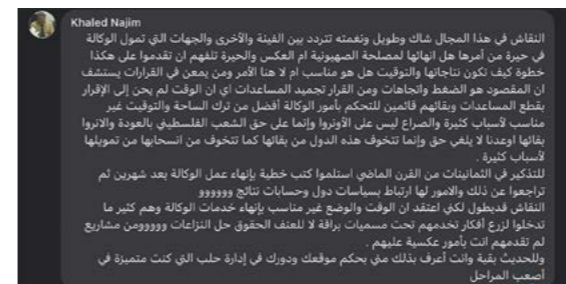 Khaled Najim
النقاش في هذا المجال شاك وطويل ونغمته تتردد بين الفينة والأخرى والجهات التي تمول الوكالة
في حيرة من أمرها هل انهائها لمصلحة الصهيونية ام العكس والحيرة تلفهم ان تقدموا على هكذا
خطوة كيف تكون نتاجاتها والتوقيت هل هو مناسب ام لا هنا الأمر ومن يمعن في القرارات يستشف
ان المقصود هو الضغط واتجاهات ومن القرار تجميد المساعدات اي ان الوقت لم يحن إلى الإقرار
بقطع المساعدات وبقائهم قائمين للتحكم بأمور الوكالة أفضل من ترك الساحة والتوقيت غير
مناسب لأسباب كثيرة والصراع ليس على الأونروا وإنما على حق الشعب الفلسطيني بالعودة والانروا
بقائها اوعدنا لا يلغي حق وإنما تتخوف هذه الدول من بقائها كما تتخوف من انسحابها من تمويلها
لأسباب كثيرة .
للتذكير في الثمانينات من القرن الماضي استلموا كتب خطية بإنهاء عمل الوكالة بعد شهرين ثم
تراجعوا عن ذلك والامور لها ارتباط بسياسات دول وحسابات نتائج وووووو
النقاش قديطول لكني اعتقد ان الوقت والوضع غير مناسب بإنهاء خدمات الوكالة وهم كثير ما
تدخلوا لزرع أفكار تخدمهم تحت مسميات براقة لا للعنف الحقوق حل النزاعات وووووومن مشاريع
لم تقدمهم انت بأمور عكسية عليهم .
وللحديث بقية وانت أعرف بذلك مني بحكم موقعك ودورك في إدارة حلب التي كنت متميزة في
أصعب المراحل